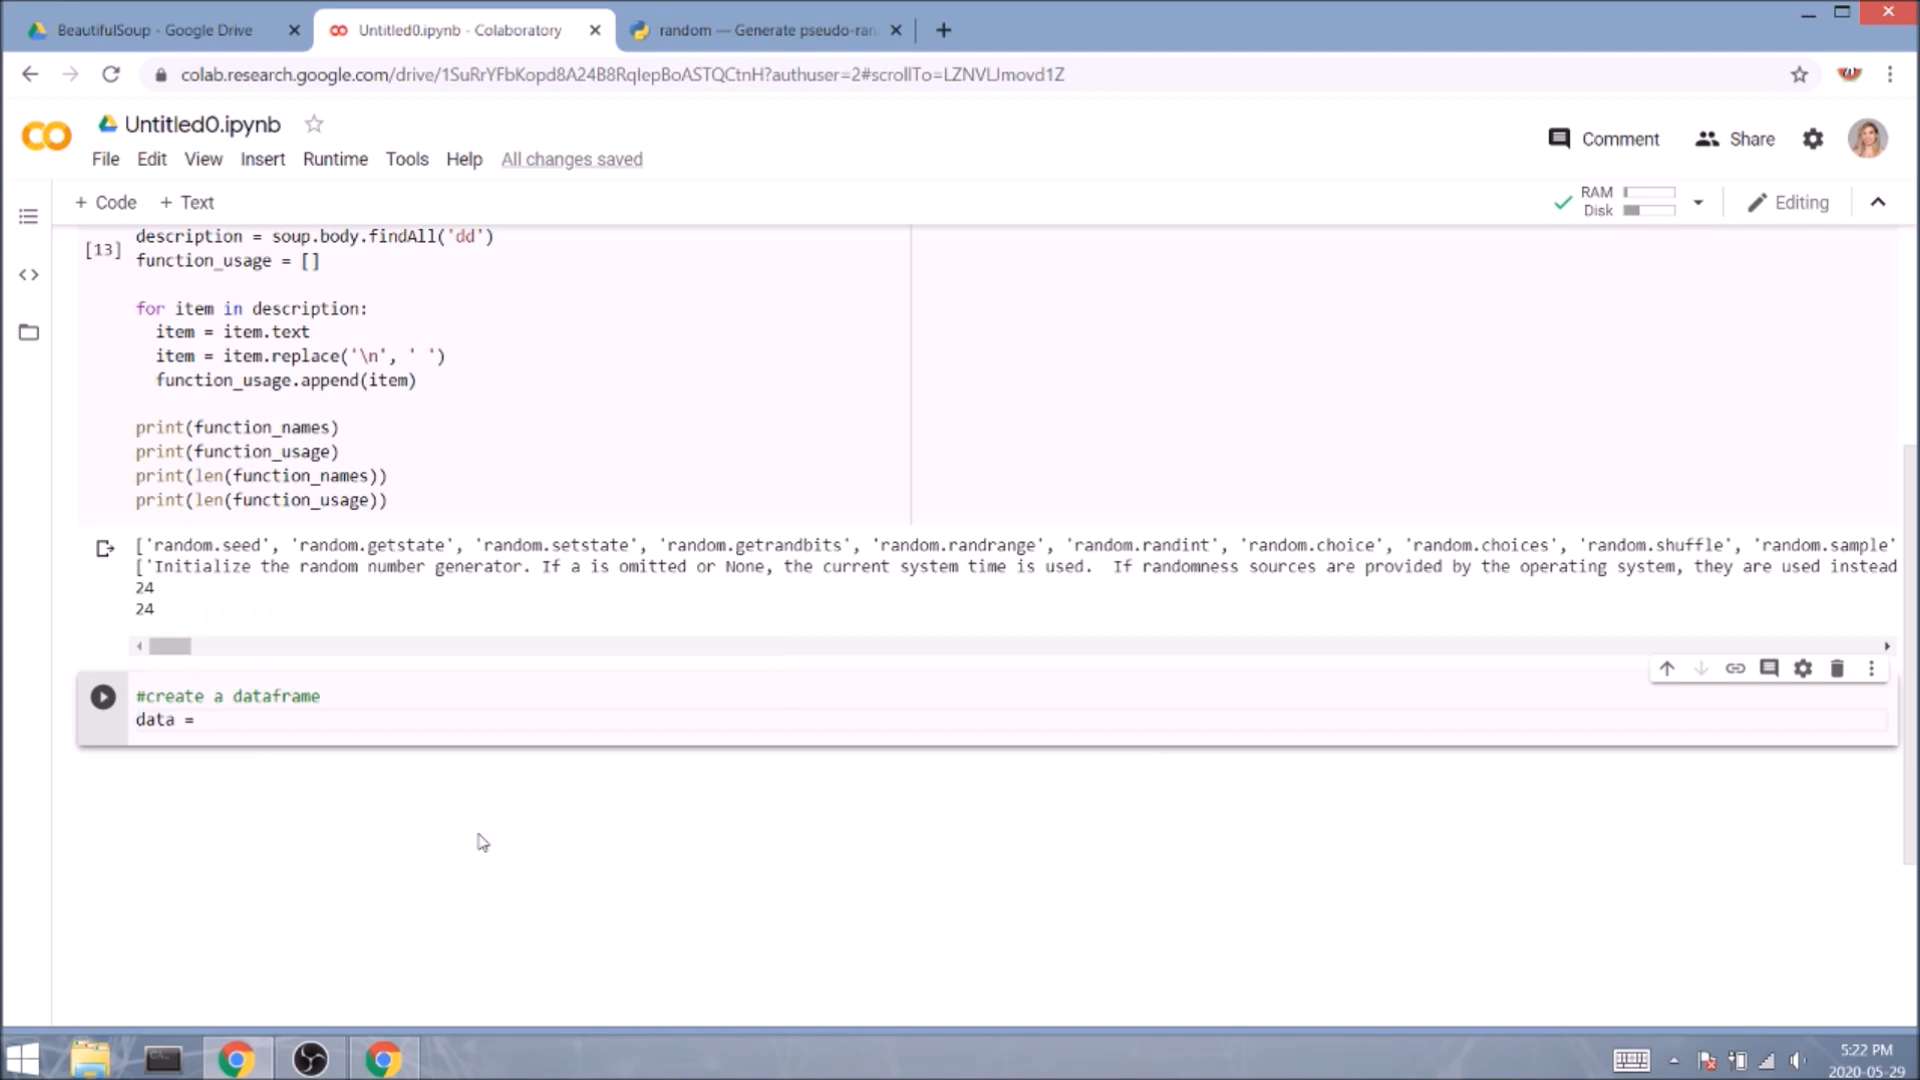 BeautifulSoup - Google Drive
Untitled0.ipynb - Colaboratory
random — Generate pseudo-ran
colab.research.google.com/drive/1SuRrYFbKopd8A24B8RqIepBoASTQCtnH?authuser=2#scrollTo=LZNVLJmovd1Z
Untitled0.ipynb
Comment
Share
File Edit View Insert Runtime Tools Help All changes saved
+ Code + Text
RAM
Disk
Editing
description = soup.body.findAll('dd')
[13]
function_usage = []
for item in description:
item = item.text
item = item.replace('\n', ' ')
function_usage.append(item)
print(function_names)
print(function_usage)
print(len(function_names))
print(len(function_usage))
['random.seed', 'random.getstate', 'random.setstate', 'random.getrandbits', 'random.randrange', 'random.randint', 'random.choice', 'random.choices', 'random.shuffle', 'random.sample'
['Initialize the random number generator. If a is omitted or None, the current system time is used.  If randomness sources are provided by the operating system, they are used instead
24
24
#create a dataframe
data =
5:22 PM
2020-05-29